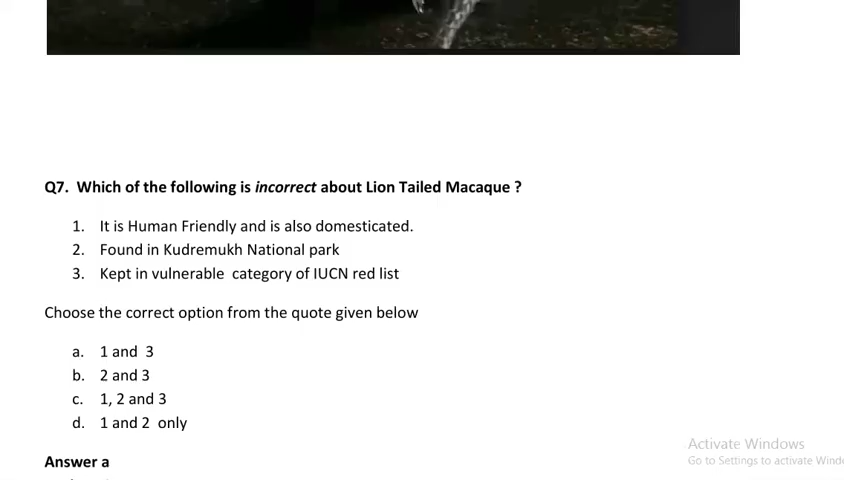 Q7. Which of the following is incorrect about Lion Tailed Macaque ?
1. It is Human Friendly and is also domesticated.
2. Found in Kudremukh National park
3. Kept in vulnerable category of IUCN red list
Choose the correct option from the quote given below
a. 1 and 3
b. 2 and 3
c. 1, 2 and 3
d. 1 and 2 only
Activate Windows
Go to Settings to activate Wind
Answer a